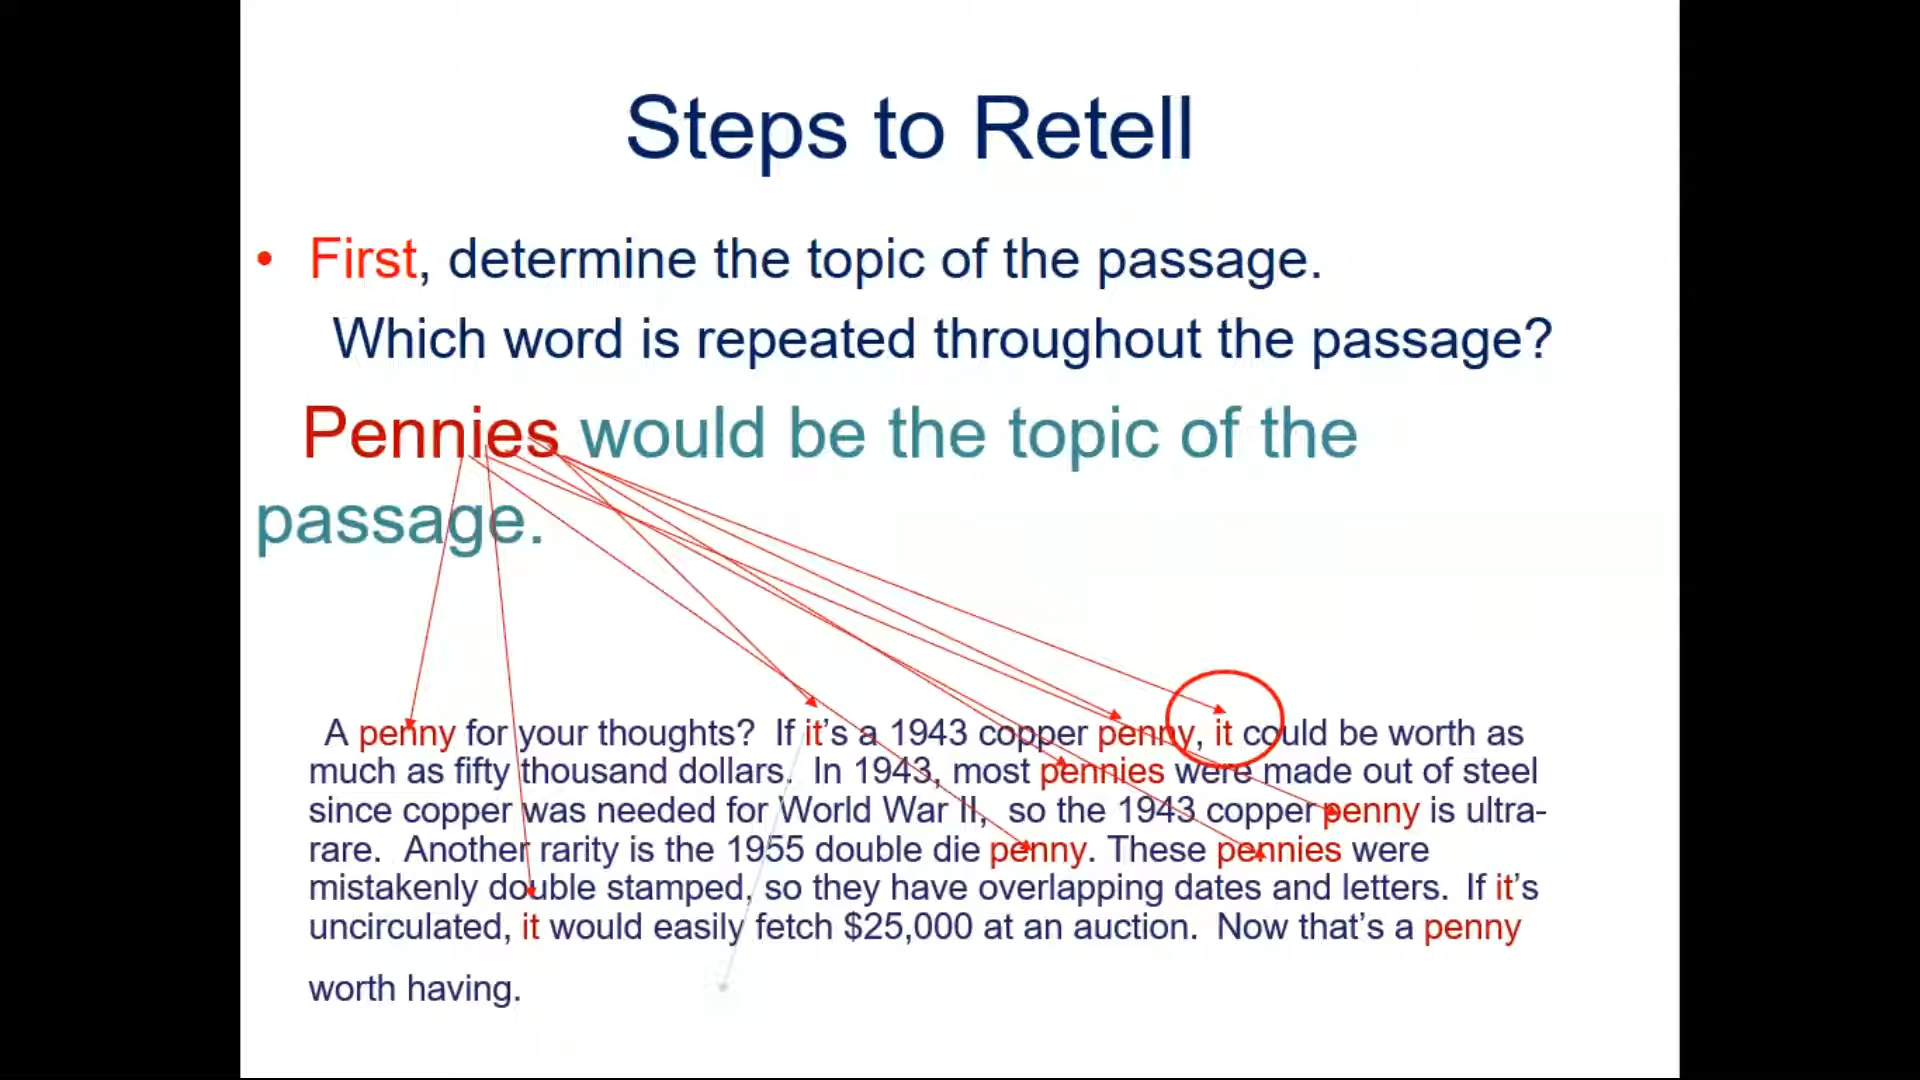 Steps to Retell
• First, determine the topic of the passage.
Which word is repeated throughout the passage?
Pennies would be the topic of the
passage.
A penny for your thoughts? If it's a 1943 copper penny, it could be worth as
much as fifty thousand dollars. In 1943, most pennies were made out of steel
since copper was needed for World War II, so the 1943 copper penny is ultra-
rare. Another rarity is the 1955 double die penny. These pennies were
mistakenly double stamped, so they have overlapping dates and letters. If it's
uncirculated, it would easily fetch $25,000 at an auction. Now that's a penny
worth having.